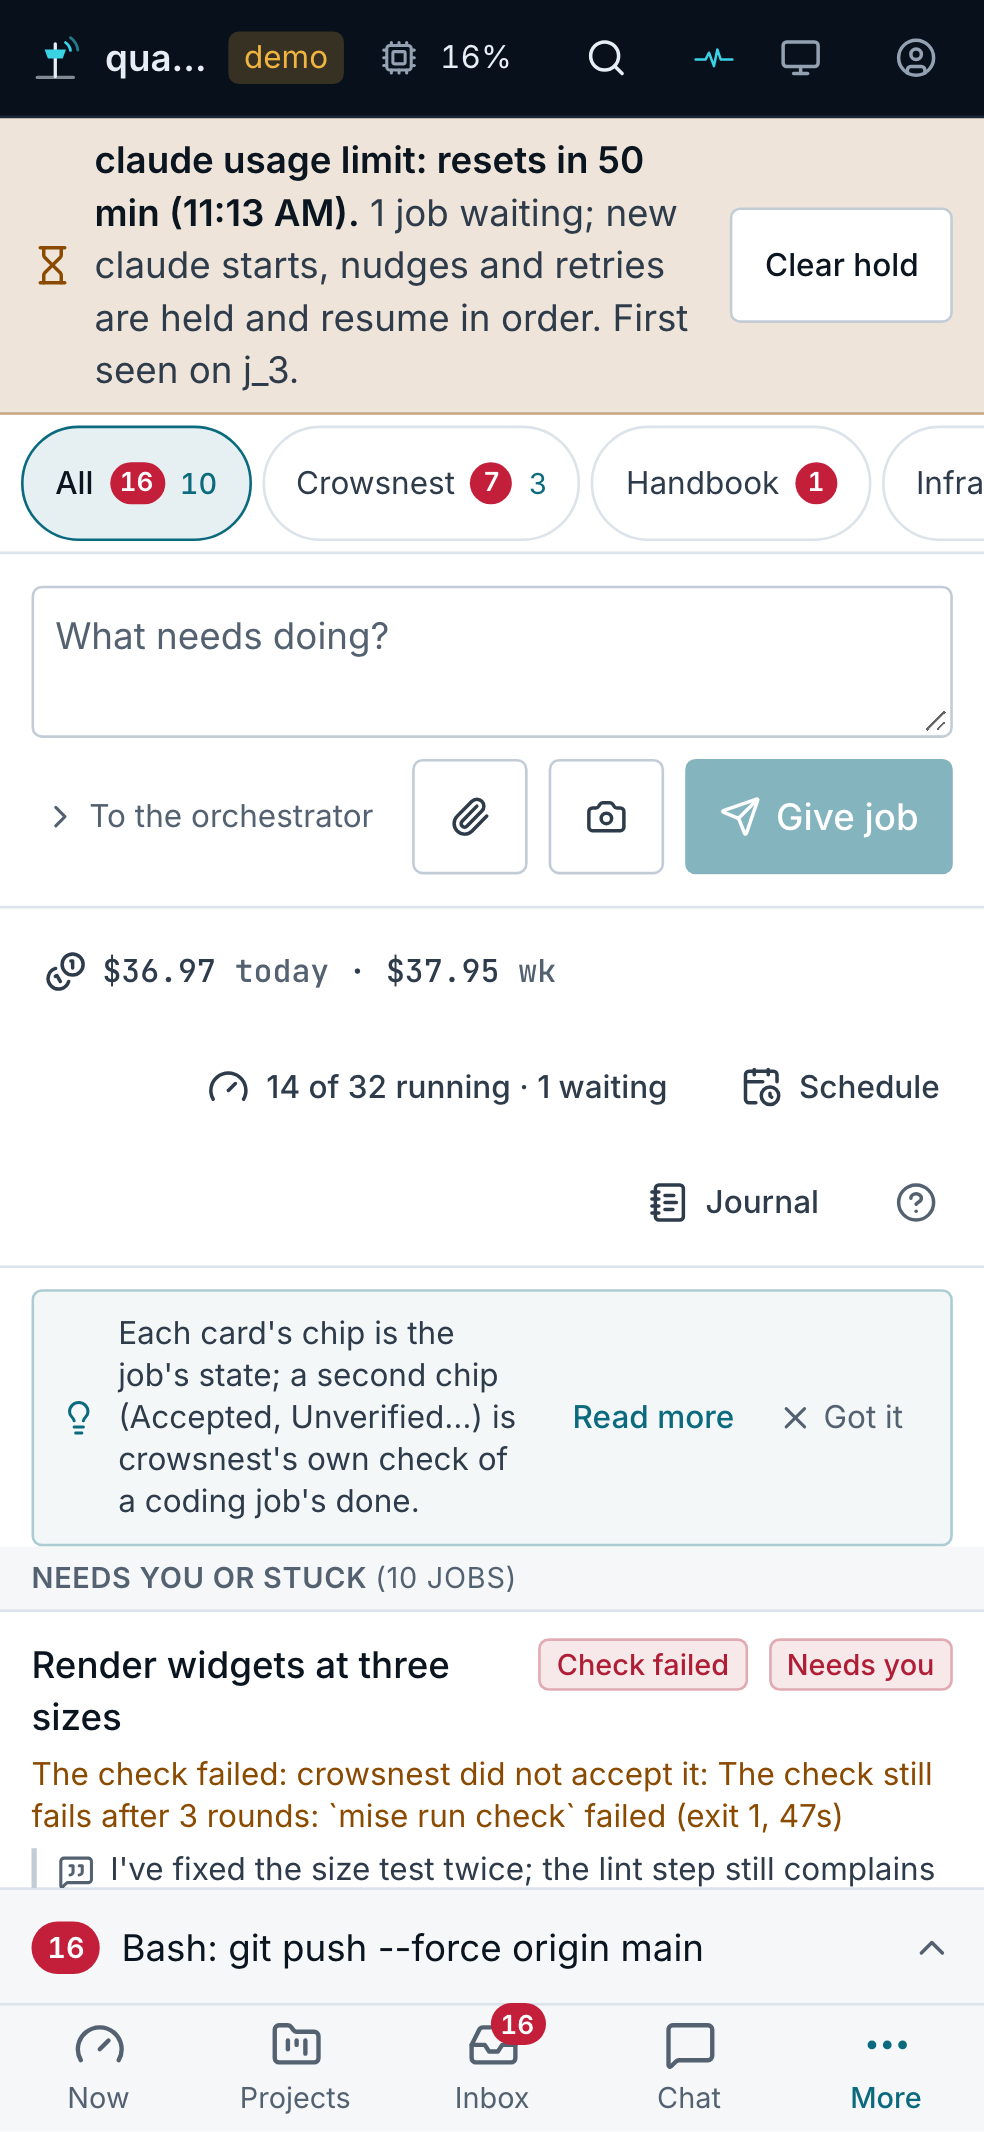 qua... demo 16%
claude usage limit: resets in 50
min (11:13 AM). 1 job waiting; new
claude starts, nudges and retries
are held and resume in order. First
seen on j_3.
Clear hold
All 16 10 Crowsnest 7 3 Handbook 1 Infra
What needs doing?
To the orchestrator Give job
$36.97 today · $37.95 wk
14 of 32 running · 1 waiting Schedule
Journal
Each card's chip is the
job's state; a second chip
(Accepted, Unverified...) is
crowsnest's own check of
a coding job's done.
Read more Got it
NEEDS YOU OR STUCK (10 JOBS)
Render widgets at three
sizes
Check failed Needs you
The check failed: crowsnest did not accept it: The check still
fails after 3 rounds: `mise run check` failed (exit 1, 47s)
I've fixed the size test twice; the lint step still complains
16 Bash: git push --force origin main
16
Now Projects Inbox Chat More